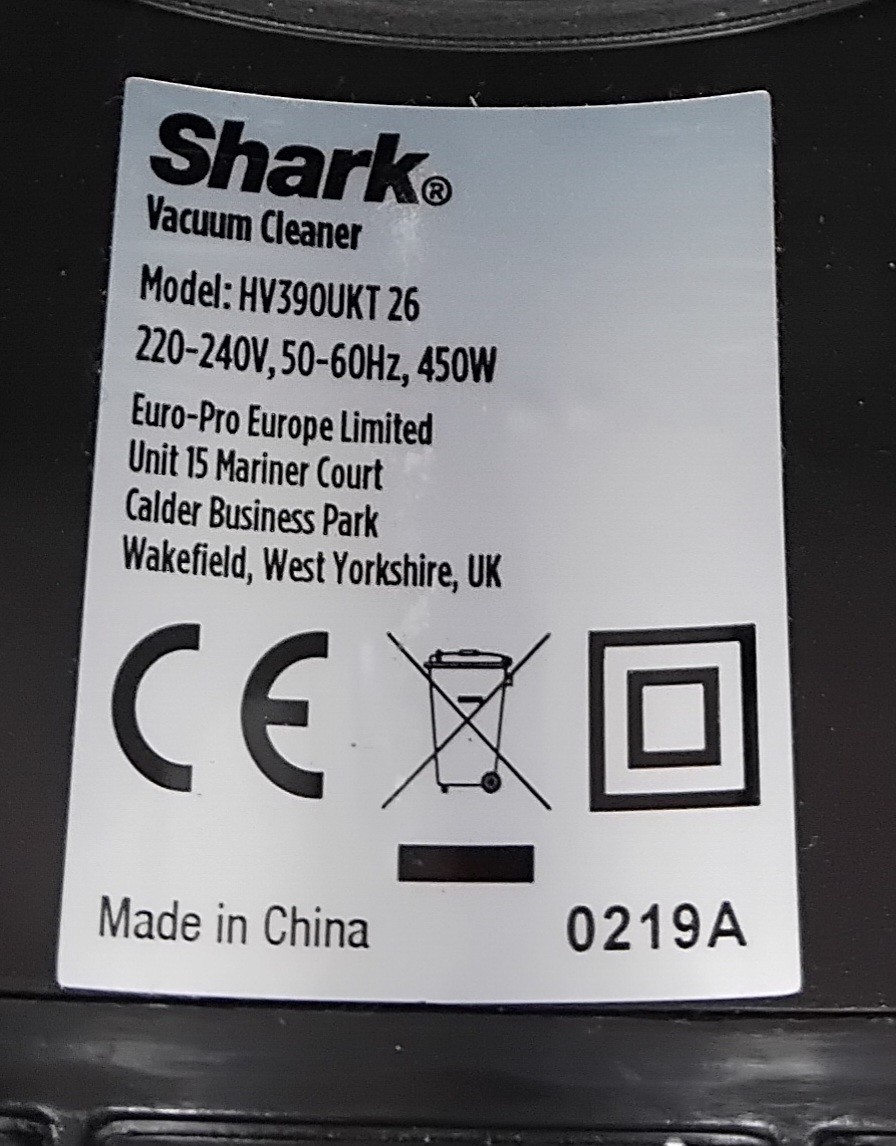 Shark®
Vacuum Cleaner
Model: HV390UKT 26
220-240V, 50-60Hz, 450W
Euro-Pro Europe Limited
Unit 15 Mariner Court
Calder Business Park
Wakefield, West Yorkshire, UK
CE
Made in China 0219A